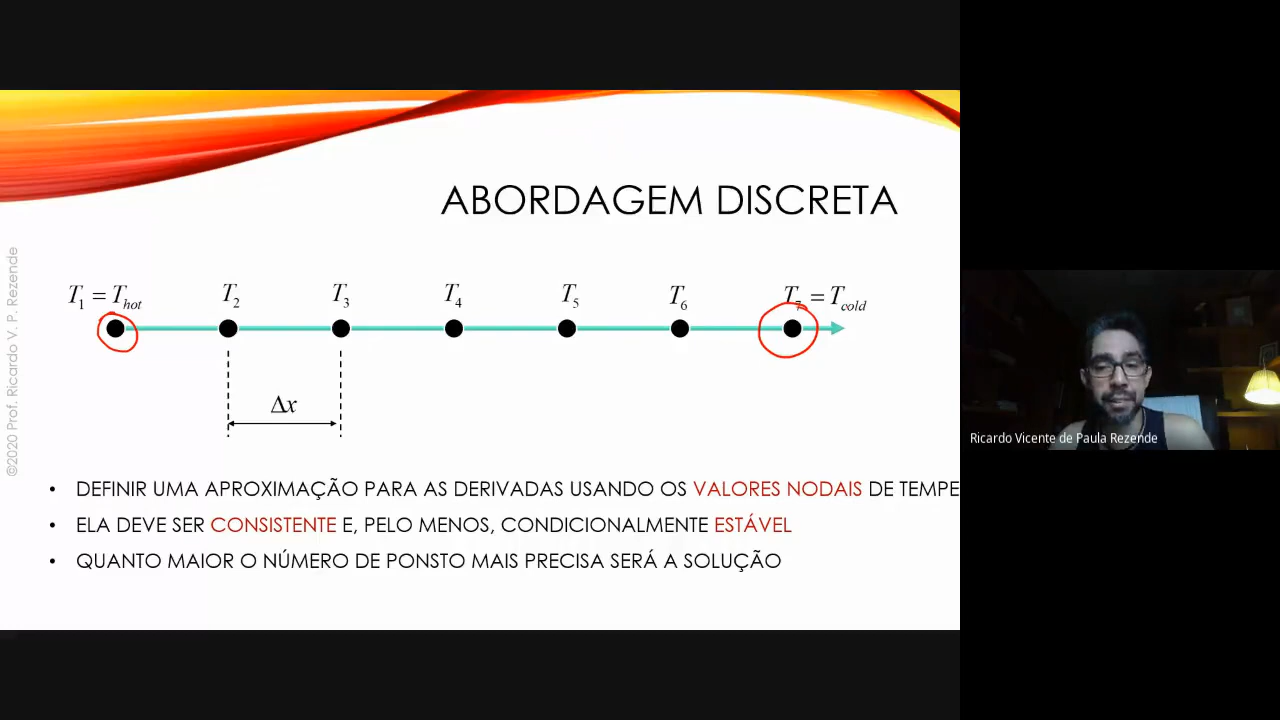 ABORDAGEM DISCRETA
T1 = Thot T2 T3 T4 T5 T6 T7 = Tcold
Δx
• DEFINIR UMA APROXIMAÇÃO PARA AS DERIVADAS USANDO OS VALORES NODAIS DE TEMPE
• ELA DEVE SER CONSISTENTE E, PELO MENOS, CONDICIONALMENTE ESTÁVEL
• QUANTO MAIOR O NÚMERO DE PONSTO MAIS PRECISA SERÁ A SOLUÇÃO
©2020 Prof. Ricardo V. P. Rezende
Ricardo Vicente de Paula Rezende